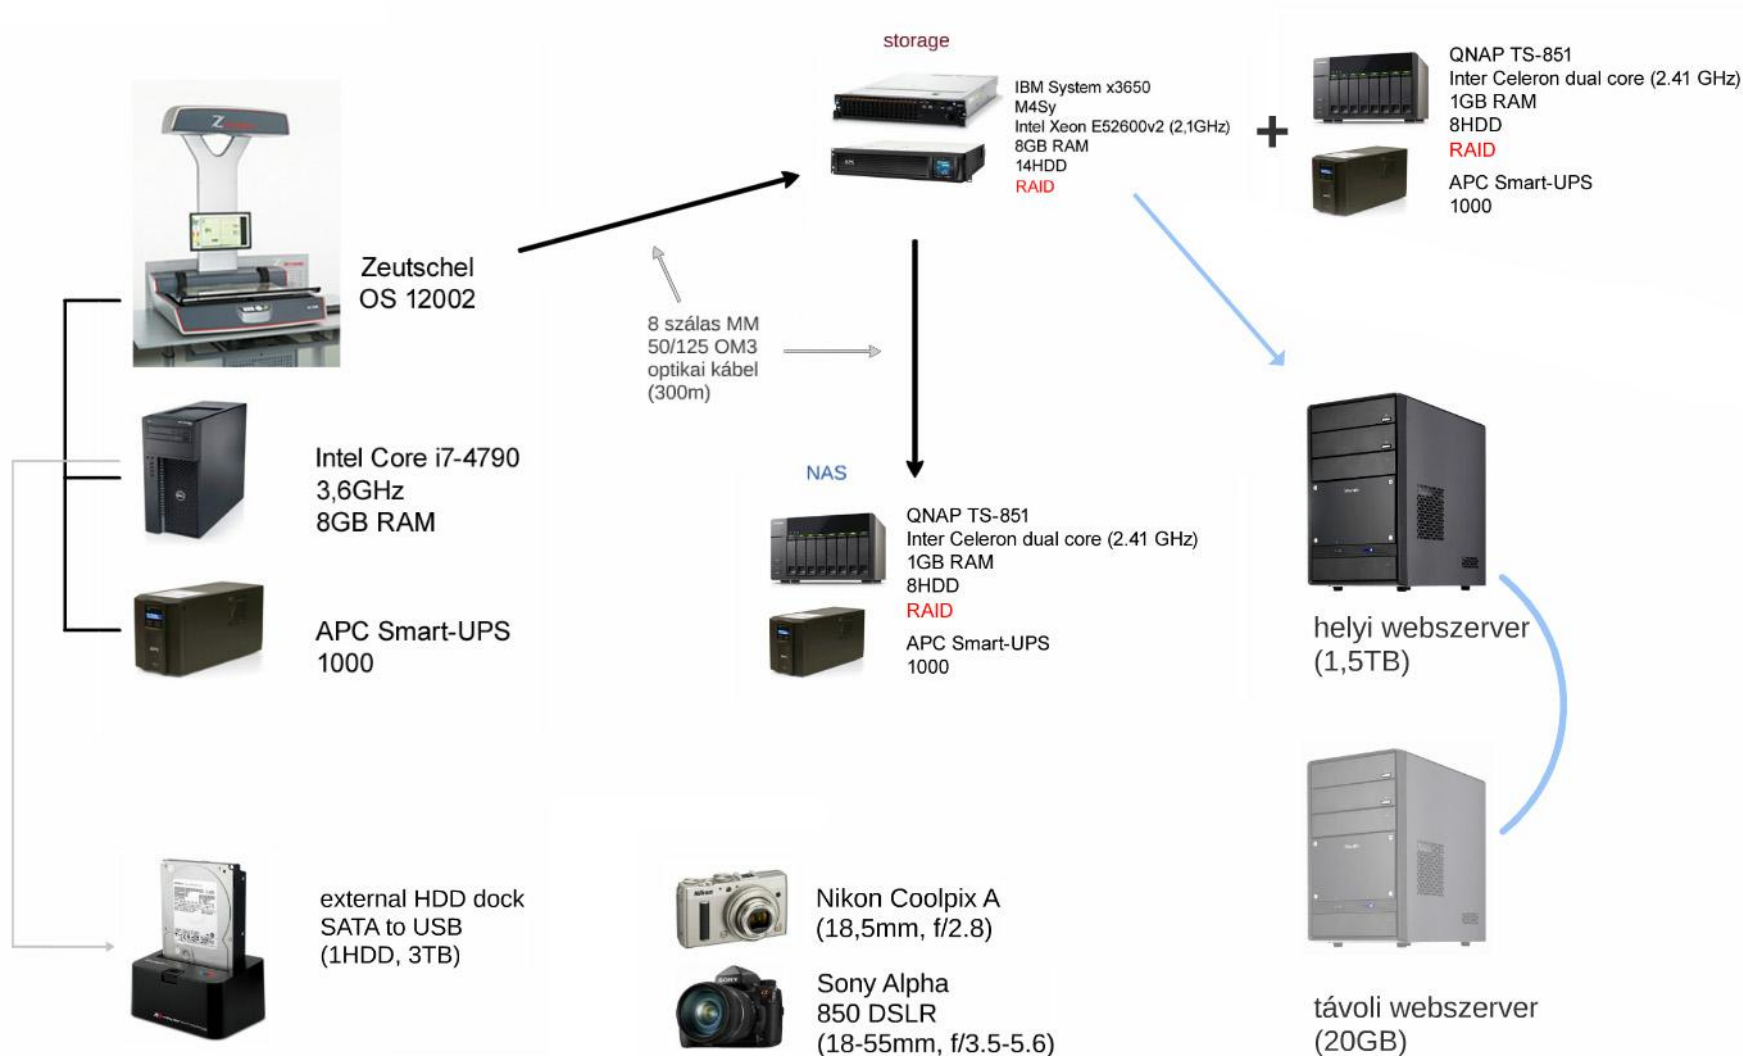 storage
IBM System x3650
M4Sy
Intel Xeon E52600v2 (2,1GHz)
8GB RAM
14HDD
RAID
+
QNAP TS-851
Inter Celeron dual core (2.41 GHz)
1GB RAM
8HDD
RAID
APC Smart-UPS
1000
Zeutschel
OS 12002
8 szálas MM
50/125 OM3
optikai kábel
(300m)
Intel Core i7-4790
3,6GHz
8GB RAM
APC Smart-UPS
1000
NAS
QNAP TS-851
Inter Celeron dual core (2.41 GHz)
1GB RAM
8HDD
RAID
APC Smart-UPS
1000
helyi webszerver
(1,5TB)
external HDD dock
SATA to USB
(1HDD, 3TB)
Nikon
Nikon Coolpix A
(18,5mm, f/2.8)
SONY
Sony Alpha
850 DSLR
(18-55mm, f/3.5-5.6)
távoli webszerver
(20GB)